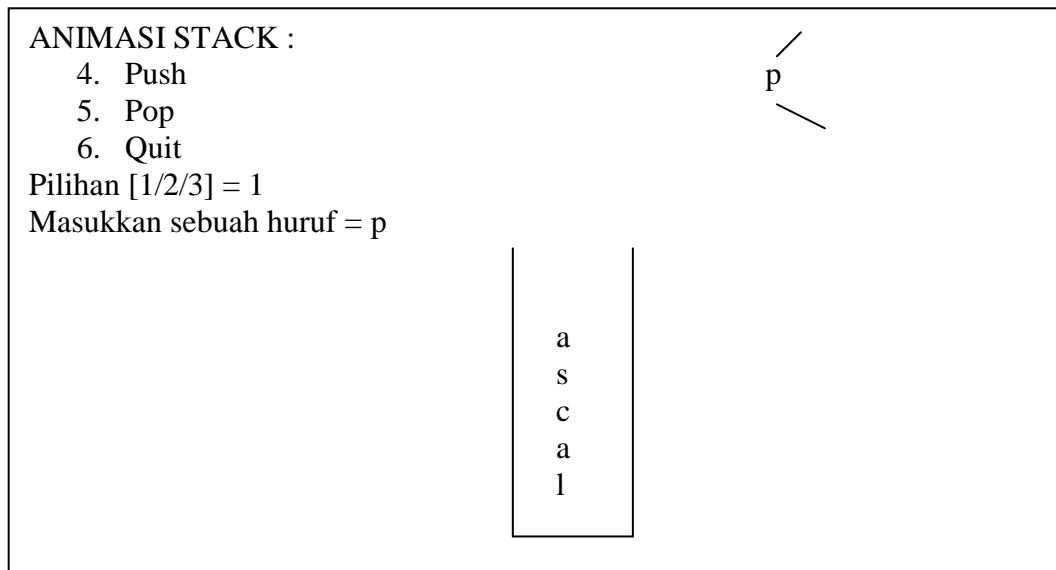 ANIMASI STACK :
4. Push
5. Pop
6. Quit
Pilihan [1/2/3] = 1
Masukkan sebuah huruf = p
p
a
s
c
a
l